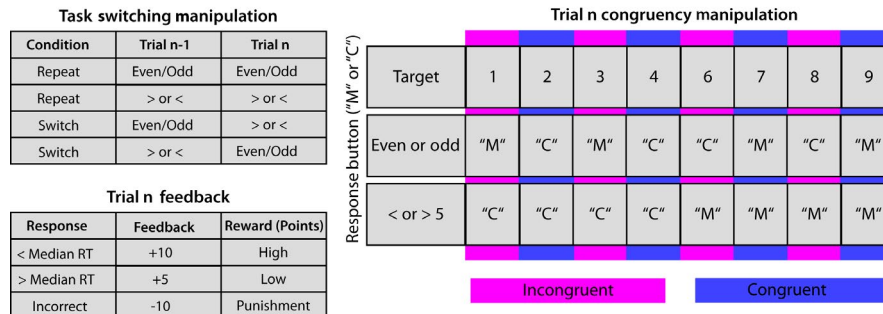 Task switching manipulation
Condition Trial n-1 Trial n
Repeat Even/Odd Even/Odd
Repeat > or < > or <
Switch Even/Odd > or <
Switch > or < Even/Odd
Trial n feedback
Response Feedback Reward (Points)
< Median RT +10 High
> Median RT +5 Low
Incorrect -10 Punishment
Trial n congruency manipulation
Response button ("M" or "C")
Target 1 2 3 4 6 7 8 9
Even or odd “M“ “C“ “M“ “C“ “C“ “M“ “C“ “M“
< or > 5 “C“ “C“ “C“ “C“ “M“ “M“ “M“ “M“
Incongruent Congruent